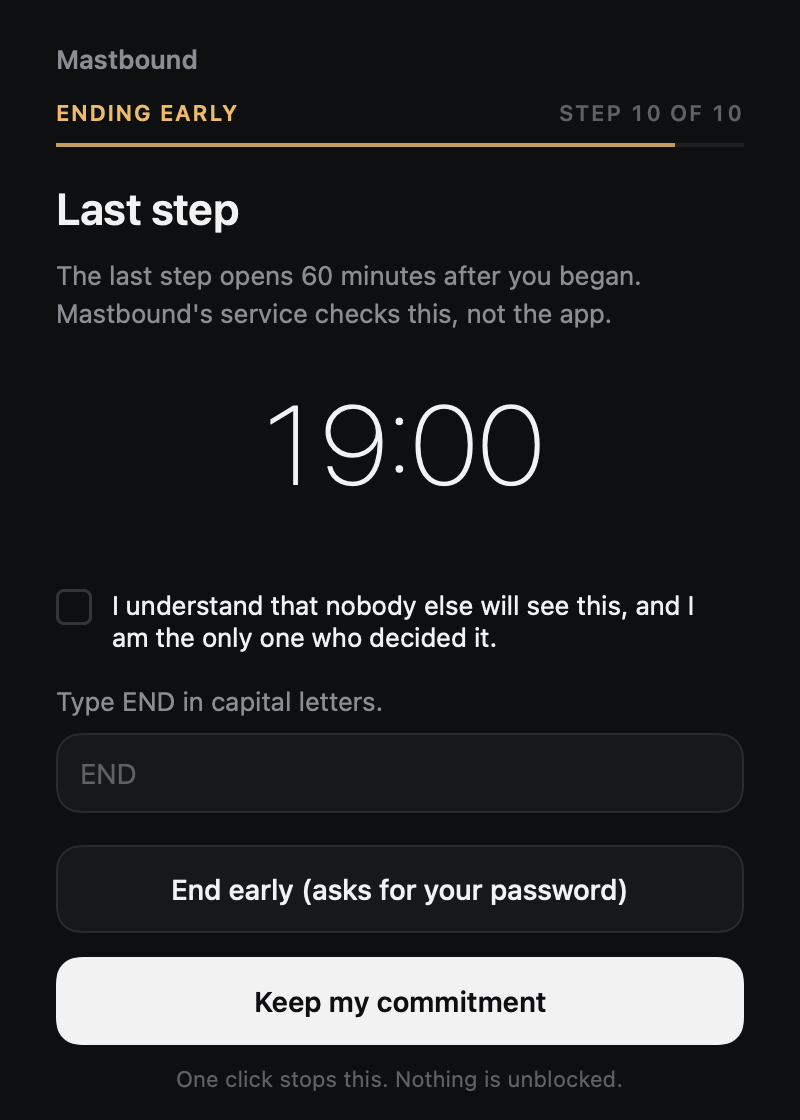 Mastbound
ENDING EARLY
STEP 10 OF 10
Last step
The last step opens 60 minutes after you began.
Mastbound's service checks this, not the app.
19:00
I understand that nobody else will see this, and I
am the only one who decided it.
Type END in capital letters.
END
End early (asks for your password)
Keep my commitment
One click stops this. Nothing is unblocked.